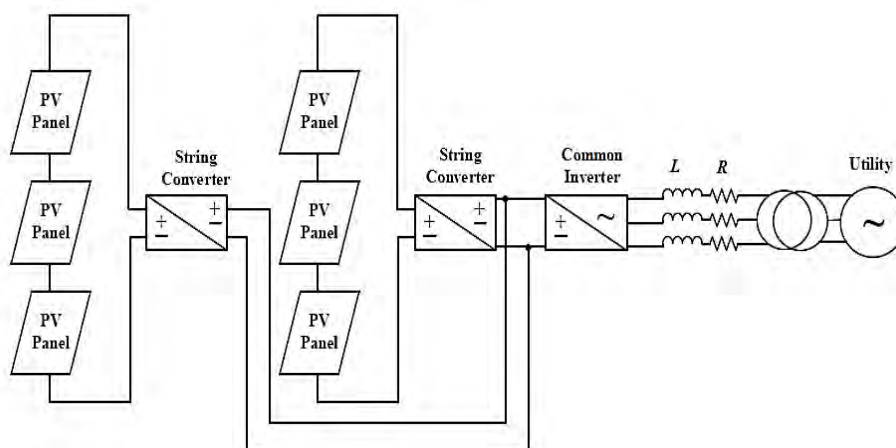 PV
Panel
PV
Panel
PV
Panel
String
Converter
PV
Panel
PV
Panel
PV
Panel
String
Converter
Common
Inverter
L
R
Utility